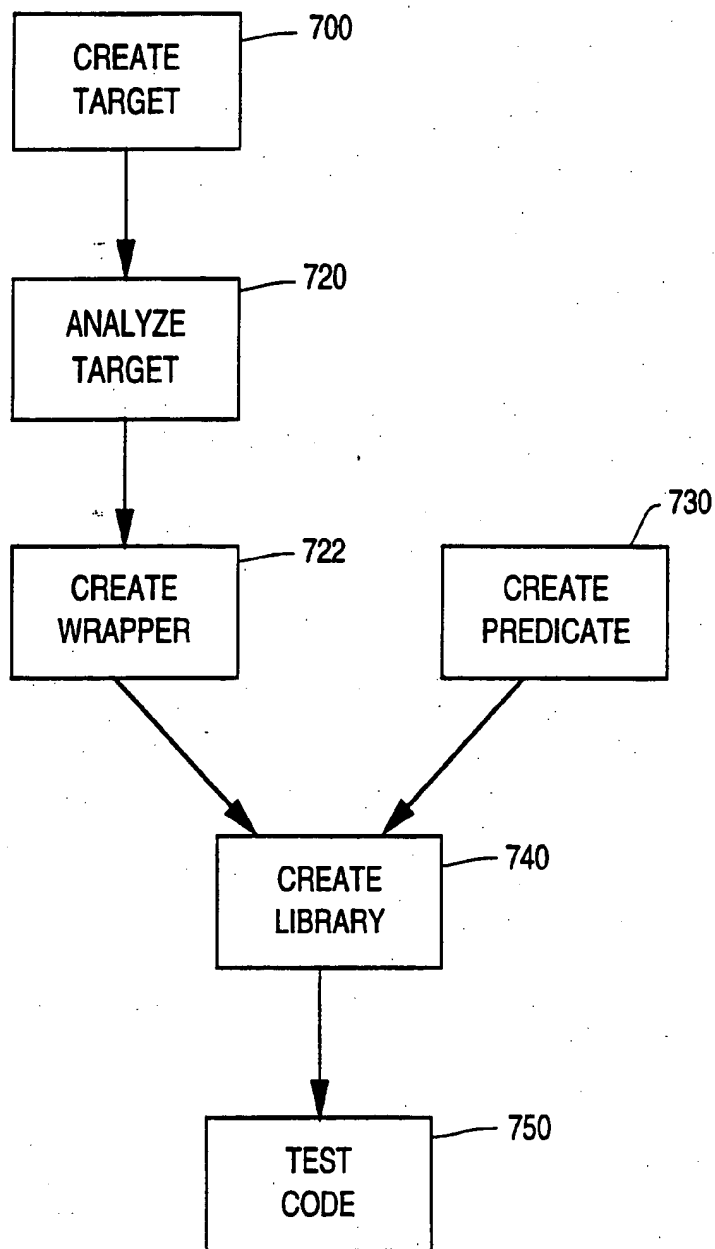 CREATE
TARGET
700
ANALYZE
TARGET
720
CREATE
WRAPPER
722
CREATE
PREDICATE
730
CREATE
LIBRARY
740
TEST
CODE
750